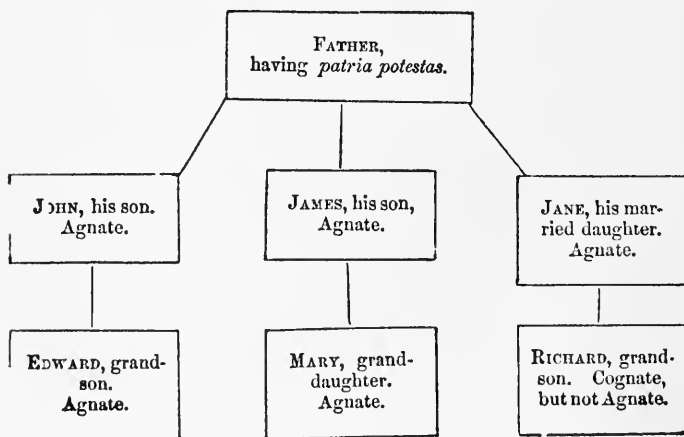 FATHER,
having patria potestas.
JOHN, his son.
Agnate.
JAMES, his son,
Agnate.
JANE, his mar-
ried daughter.
Agnate.
EDWARD, grand-
son.
Agnate.
MARY, grand-
daughter.
Agnate.
RICHARD, grand-
son. Cognate,
but not Agnate.